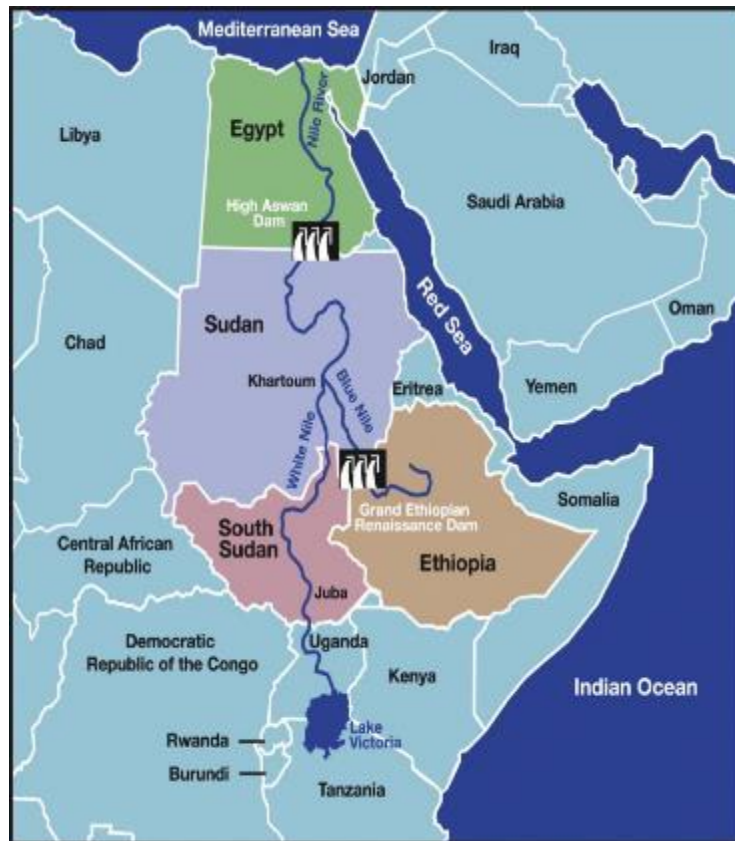 Mediterranean Sea
Iraq
Jordan
Nile River
Libya
Egypt
High Aswan
Dam
Saudi Arabia
Red Sea
Oman
Sudan
Chad
Khartoum
Blue Nile
Eritrea
Yemen
White Nile
Somalia
Grand Ethiopian
Renaissance Dam
South
Sudan
Central African
Republic
Ethiopia
Juba
Democratic
Republic of the Congo
Uganda
Kenya
Indian Ocean
Lake
Victoria
Rwanda
Burundi
Tanzania